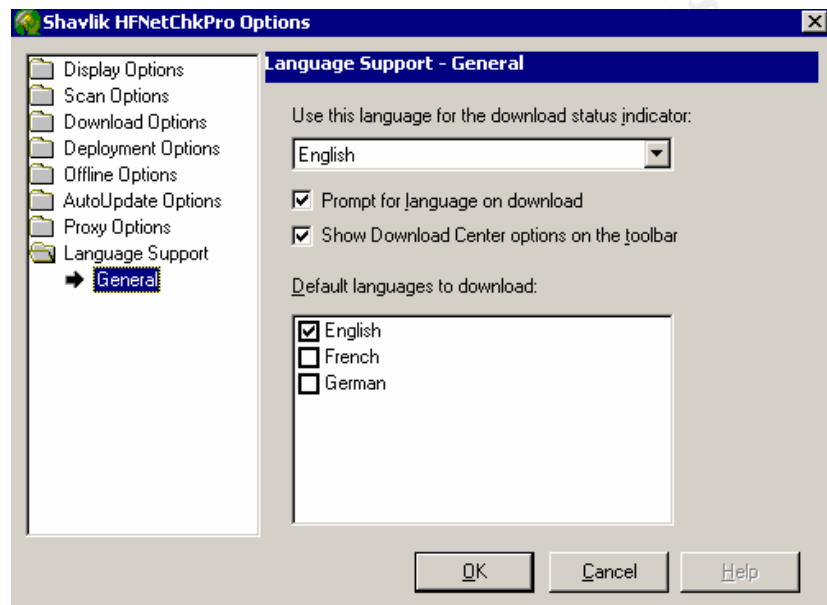 Shavlik HFNetChkPro Options
Display Options
Scan Options
Download Options
Deployment Options
Offline Options
AutoUpdate Options
Proxy Options
Language Support
General
Language Support - General
Use this language for the download status indicator:
English
Prompt for language on download
Show Download Center options on the toolbar
Default languages to download:
English
French
German
OK
Cancel
Help